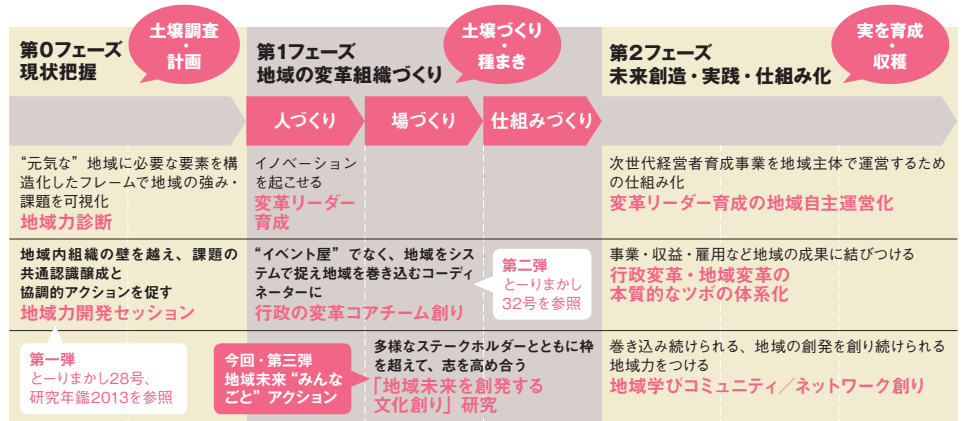 第0フェーズ
現状把握
土壌調査
・
計画
第1フェーズ
地域の変革組織づくり
土壌づくり
・
種まき
第2フェーズ
未来創造・実践・仕組み化
実を育成
・
収穫
人づくり
場づくり
仕組みづくり
“元気な”地域に必要な要素を構
造化したフレームで地域の強み・
課題を可視化
地域力診断
イノベーション
を起こせる
変革リーダー
育成
次世代経営者育成事業を地域主体で運営するため
の仕組み化
変革リーダー育成の地域自主運営化
地域内組織の壁を越え、課題の
共通認識醸成と
協調的アクションを促す
地域力開発セッション
“イベント屋”でなく、地域をシス
テムで捉え地域を巻き込むコーディ
ネーターに
行政の変革コアチーム創り
第二弾
とーりまかし
32号を参照
事業・収益・雇用など地域の成果に結びつける
行政変革・地域変革の
本質的なツボの体系化
第一弾
とーりまかし28号、
研究年鑑2013を参照
今回・第三弾
地域未来“みんな
ごと”アクション
多様なステークホルダーとともに枠
を超えて、志を高め合う
「地域未来を創発する
文化創り」研究
巻き込み続けられる、地域の創発を創り続けられる
地域力をつける
地域学びコミュニティ／ネットワーク創り